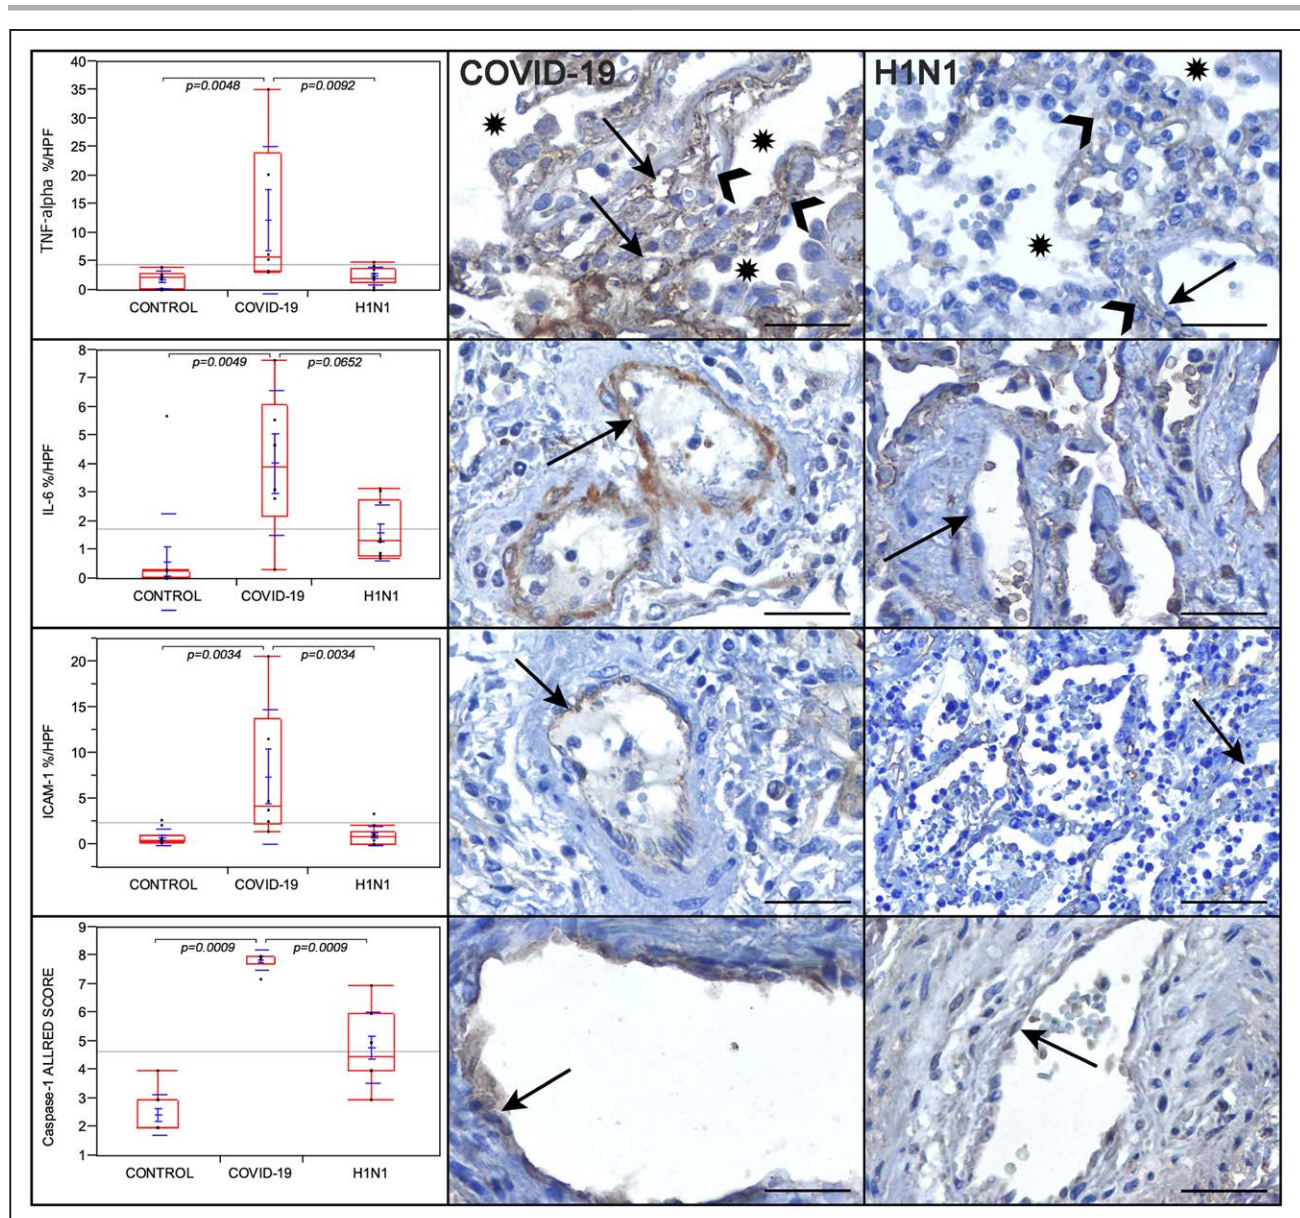 COVID-19
H1N1
TNF-alpha %/HPF
40
35
30
25
20
15
10
5
0
p=0.0048
p=0.0092
CONTROL
COVID-19
H1N1
IL-6 %/HPF
8
7
6
5
4
3
2
1
0
p=0.0049
p=0.0652
CONTROL
COVID-19
H1N1
ICAM-1 %/HPF
20
15
10
5
0
p=0.0034
p=0.0034
CONTROL
COVID-19
H1N1
Caspase-1 ALLRED SCORE
9
8
7
6
5
4
3
2
1
p=0.0009
p=0.0009
CONTROL
COVID-19
H1N1